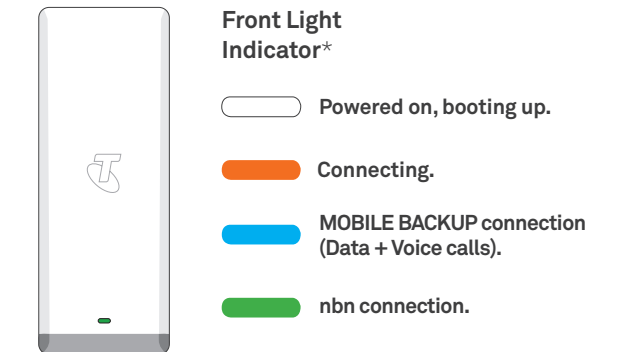 Front Light
Indicator*
Powered on, booting up.
Connecting.
MOBILE BACKUP connection
(Data + Voice calls).
nbn connection.